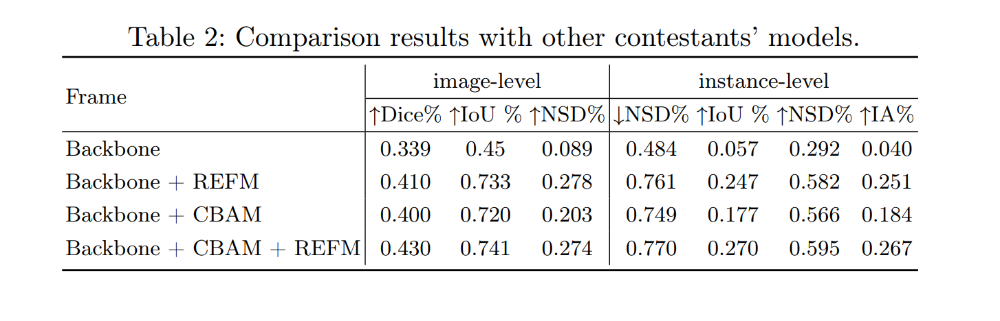 Table 2: Comparison results with other contestants' models.
Frame image-level instance-level
↑Dice% ↑IoU % ↑NSD% ↓NSD% ↑IoU % ↑NSD% ↑IA%
Backbone 0.339 0.45 0.089 0.484 0.057 0.292 0.040
Backbone + REFM 0.410 0.733 0.278 0.761 0.247 0.582 0.251
Backbone + CBAM 0.400 0.720 0.203 0.749 0.177 0.566 0.184
Backbone + CBAM + REFM 0.430 0.741 0.274 0.770 0.270 0.595 0.267